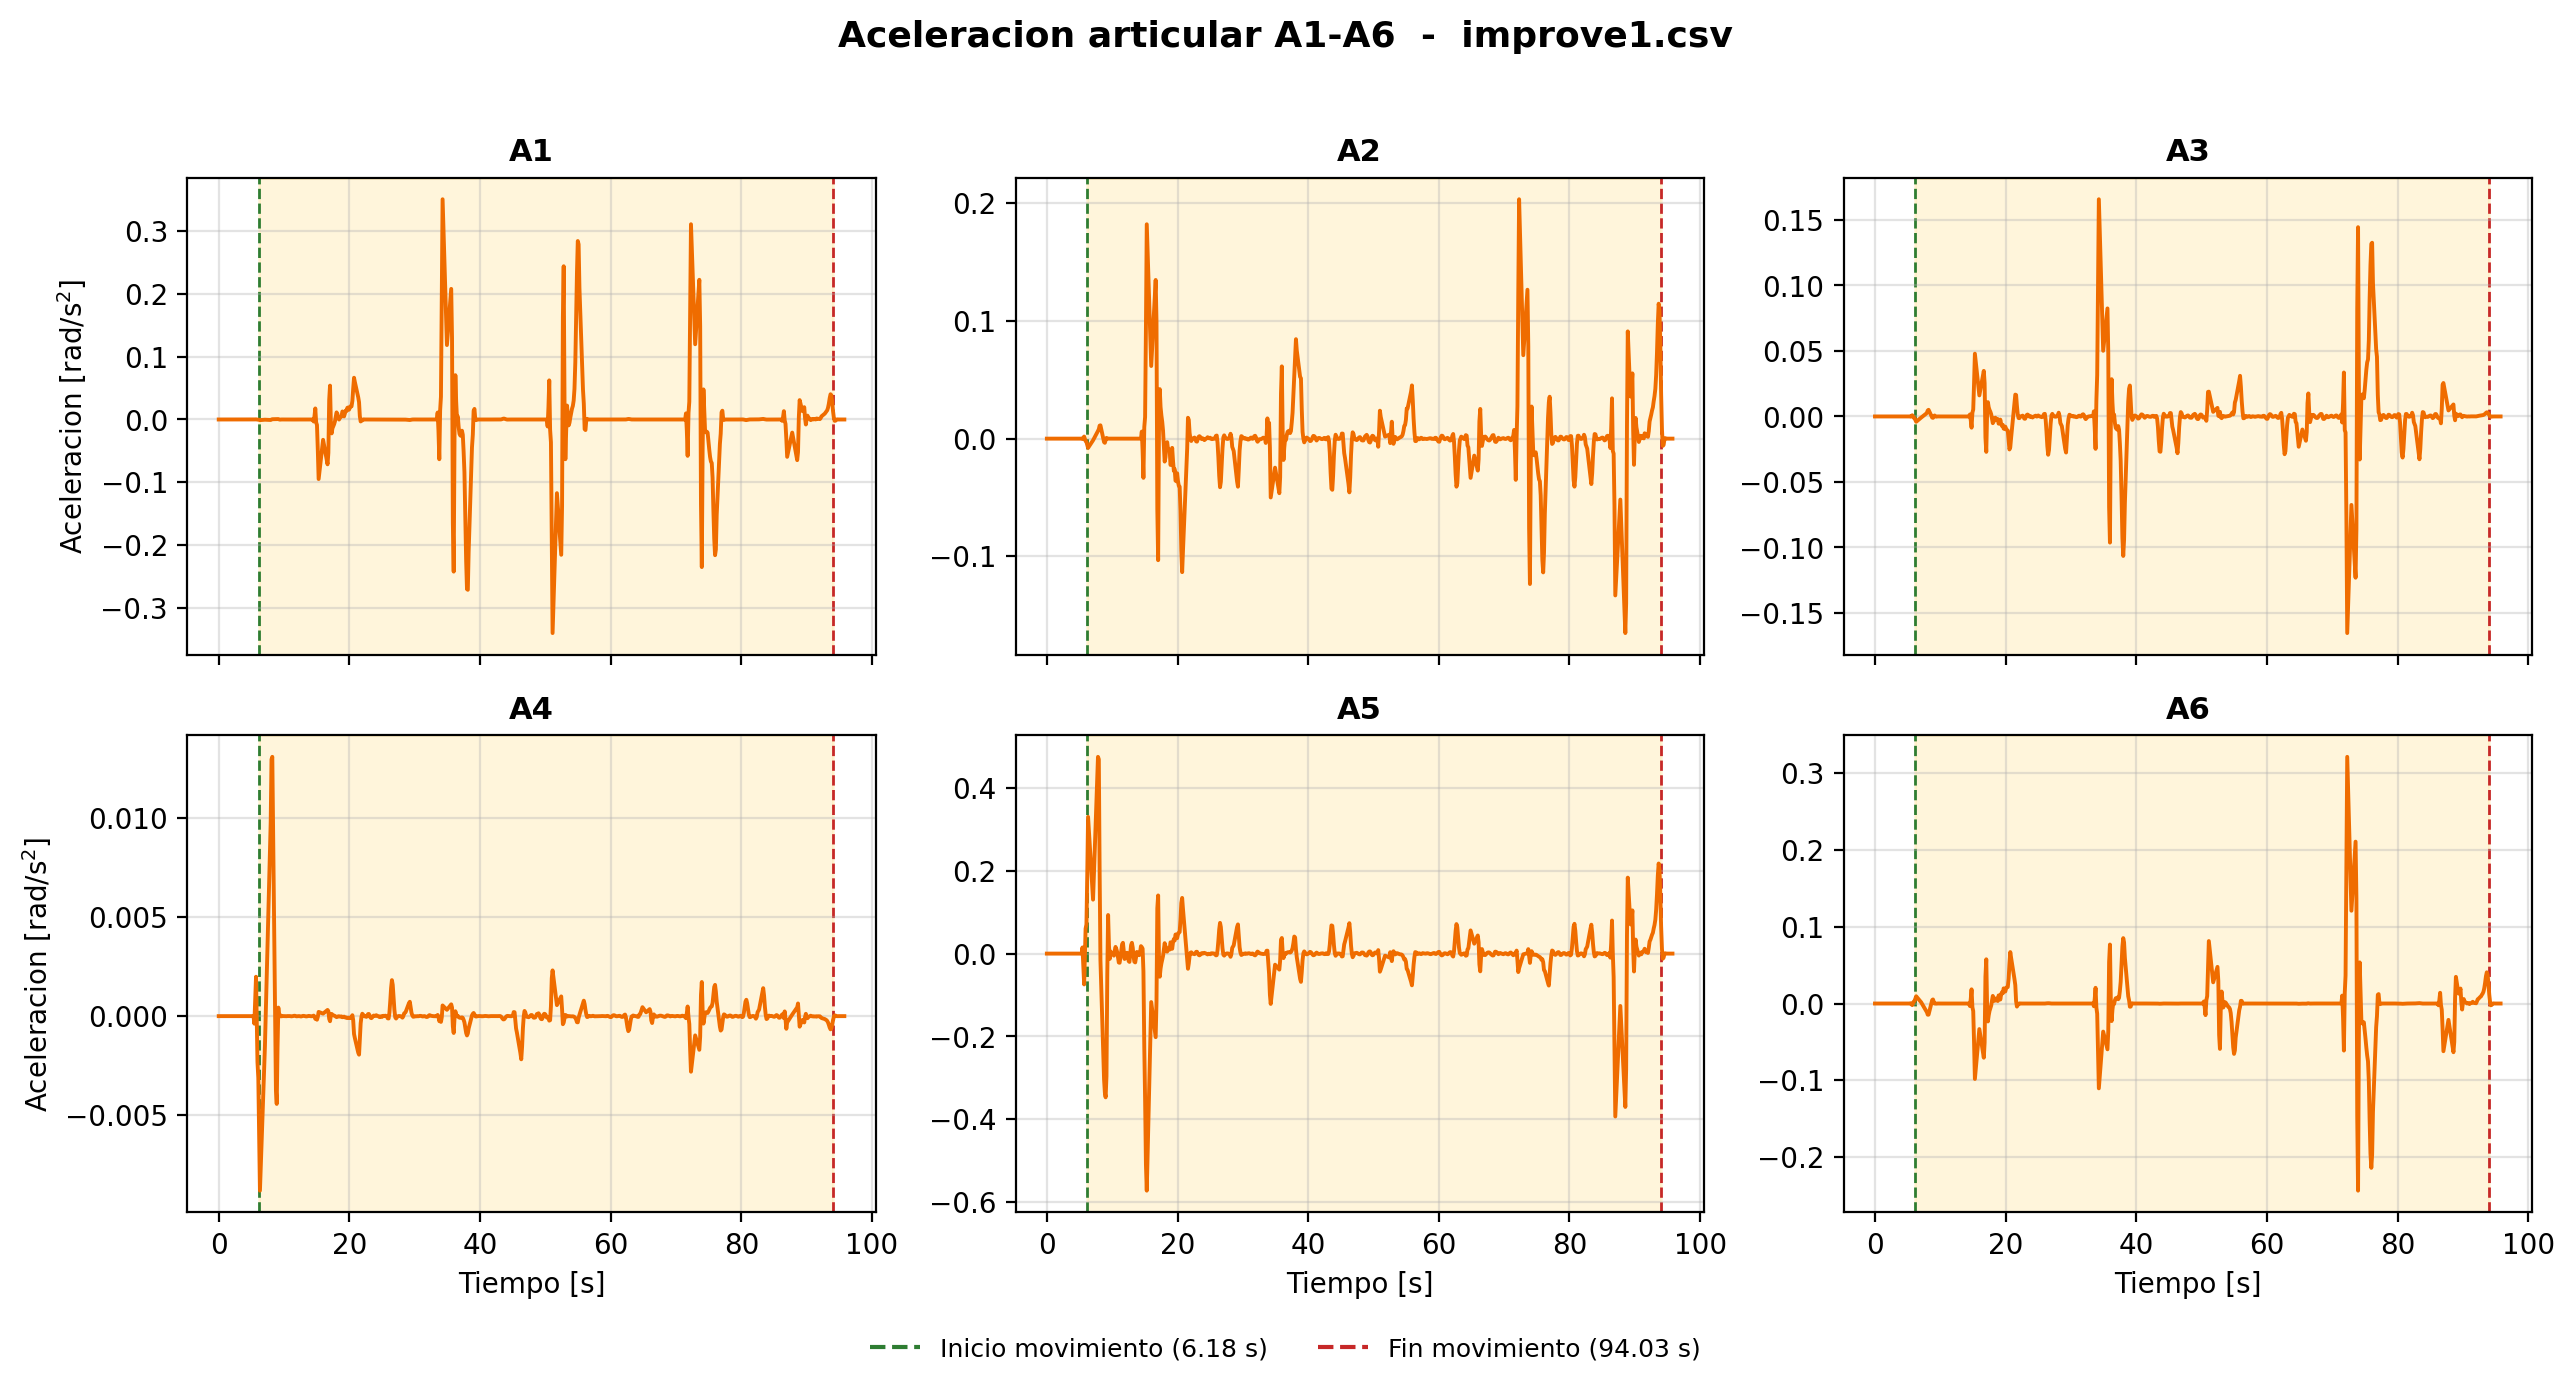 Aceleracion articular A1-A6  -  improve1.csv
A1
A2
A3
Aceleracion [rad/s²]
0.3
0.2
0.1
0.0
−0.1
−0.2
−0.3
0.2
0.1
0.0
−0.1
0.15
0.10
0.05
0.00
−0.05
−0.10
−0.15
A4
A5
A6
Aceleracion [rad/s²]
0.010
0.005
0.000
−0.005
0.4
0.2
0.0
−0.2
−0.4
−0.6
0.3
0.2
0.1
0.0
−0.1
−0.2
0 20 40 60 80 100
0 20 40 60 80 100
0 20 40 60 80 100
Tiempo [s]
Tiempo [s]
Tiempo [s]
Inicio movimiento (6.18 s)
Fin movimiento (94.03 s)